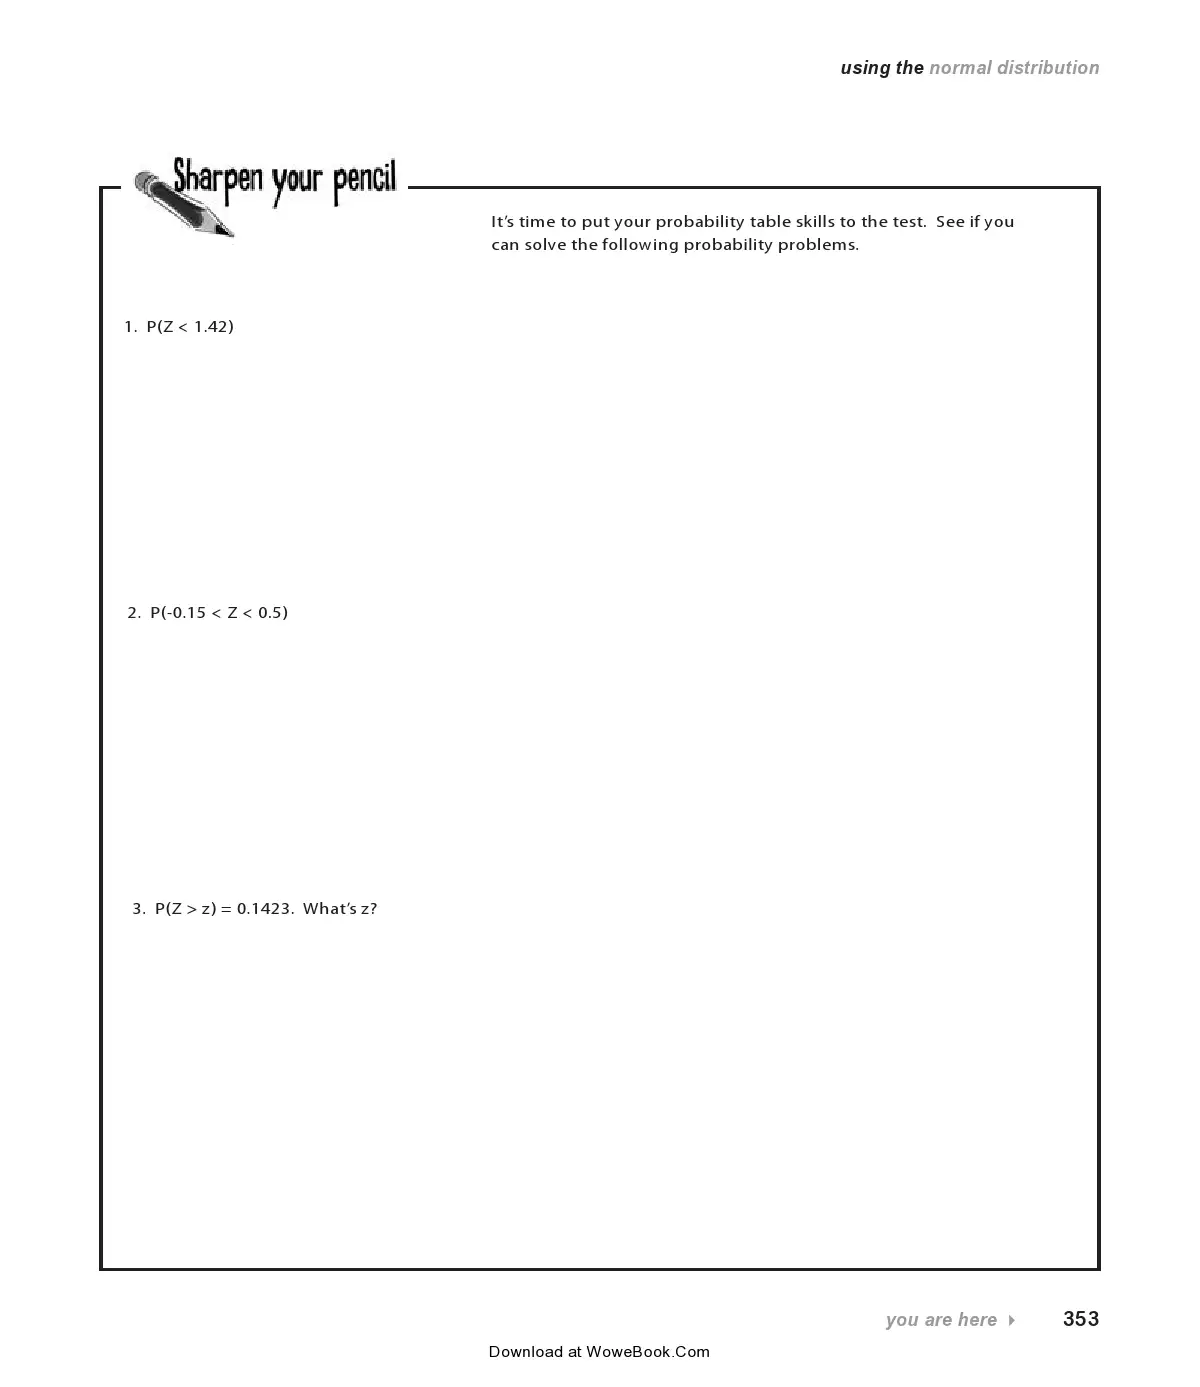 using the normal distribution
Sharpen your pencil
It’s time to put your probability table skills to the test.  See if you
can solve the following probability problems.
1.  P(Z < 1.42)
2.  P(-0.15 < Z < 0.5)
3.  P(Z > z) = 0.1423.  What’s z?
you are here ▸ 353
Download at WoweBook.Com